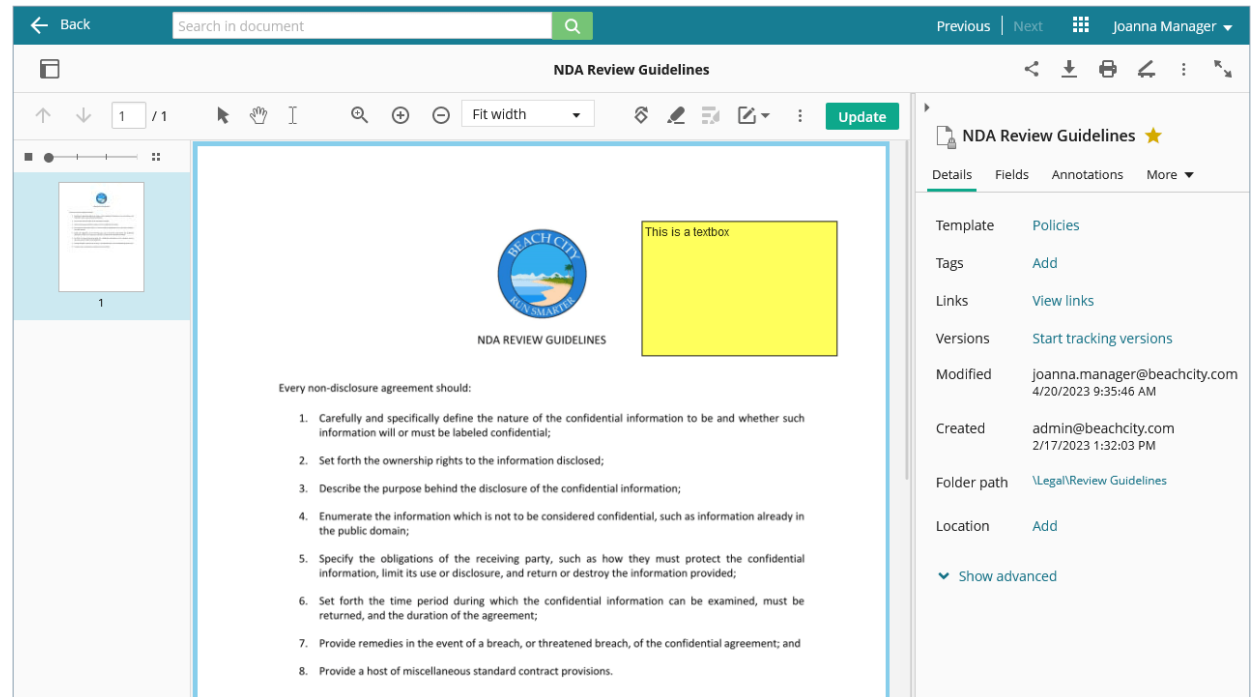 Back
Search in document
Previous
Next
Joanna Manager
NDA Review Guidelines
1 / 1
Fit width
Update
1
BEACH CITY
RUN SMARTER
This is a textbox
NDA REVIEW GUIDELINES
Every non-disclosure agreement should:
1. Carefully and specifically define the nature of the confidential information to be and whether such
information will or must be labeled confidential;
2. Set forth the ownership rights to the information disclosed;
3. Describe the purpose behind the disclosure of the confidential information;
4. Enumerate the information which is not to be considered confidential, such as information already in
the public domain;
5. Specify the obligations of the receiving party, such as how they must protect the confidential
information, limit its use or disclosure, and return or destroy the information provided;
6. Set forth the time period during which the confidential information can be examined, must be
returned, and the duration of the agreement;
7. Provide remedies in the event of a breach, or threatened breach, of the confidential agreement; and
8. Provide a host of miscellaneous standard contract provisions.
NDA Review Guidelines
Details Fields Annotations More
Template Policies
Tags Add
Links View links
Versions Start tracking versions
Modified joanna.manager@beachcity.com
4/20/2023 9:35:46 AM
Created admin@beachcity.com
2/17/2023 1:32:03 PM
Folder path \Legal\Review Guidelines
Location Add
Show advanced